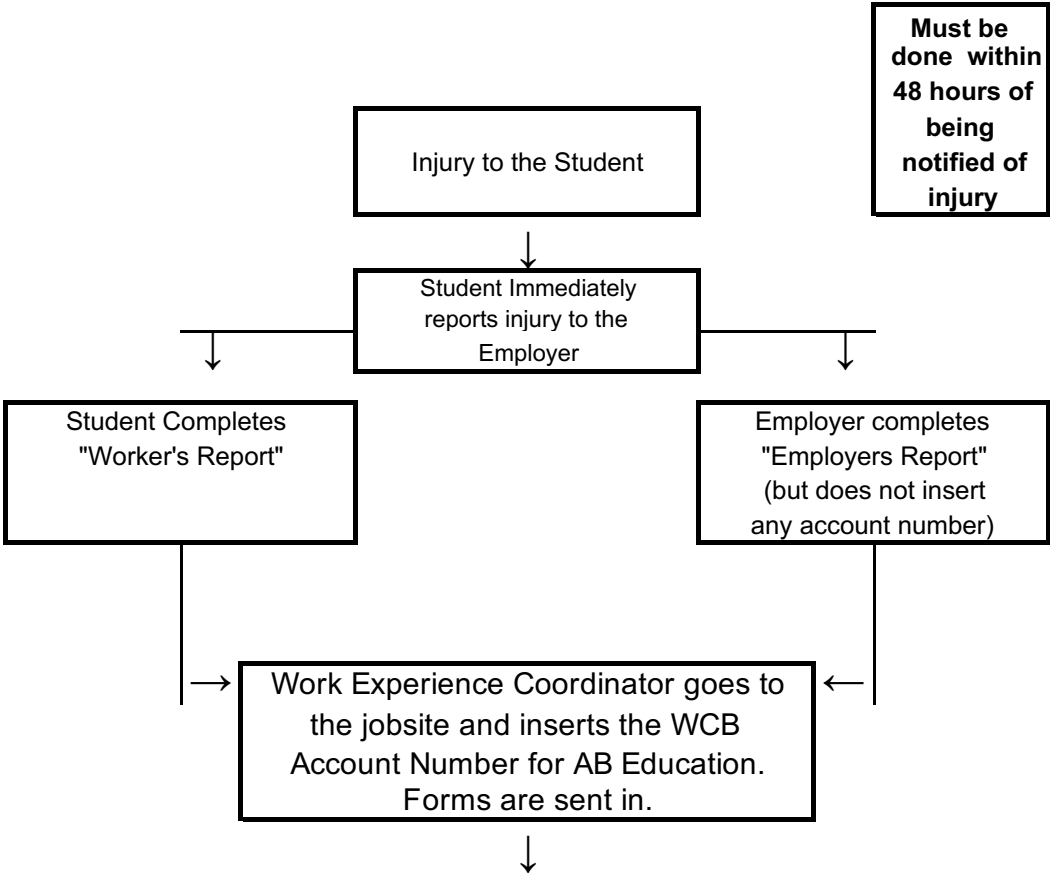 Must be
done within
48 hours of
being
notified of
injury
Injury to the Student
↓
Student Immediately
reports injury to the
Employer
↓ ↓
Student Completes
"Worker's Report"
Employer completes
"Employers Report"
(but does not insert
any account number)
→ ←
Work Experience Coordinator goes to
the jobsite and inserts the WCB
Account Number for AB Education.
Forms are sent in.
↓